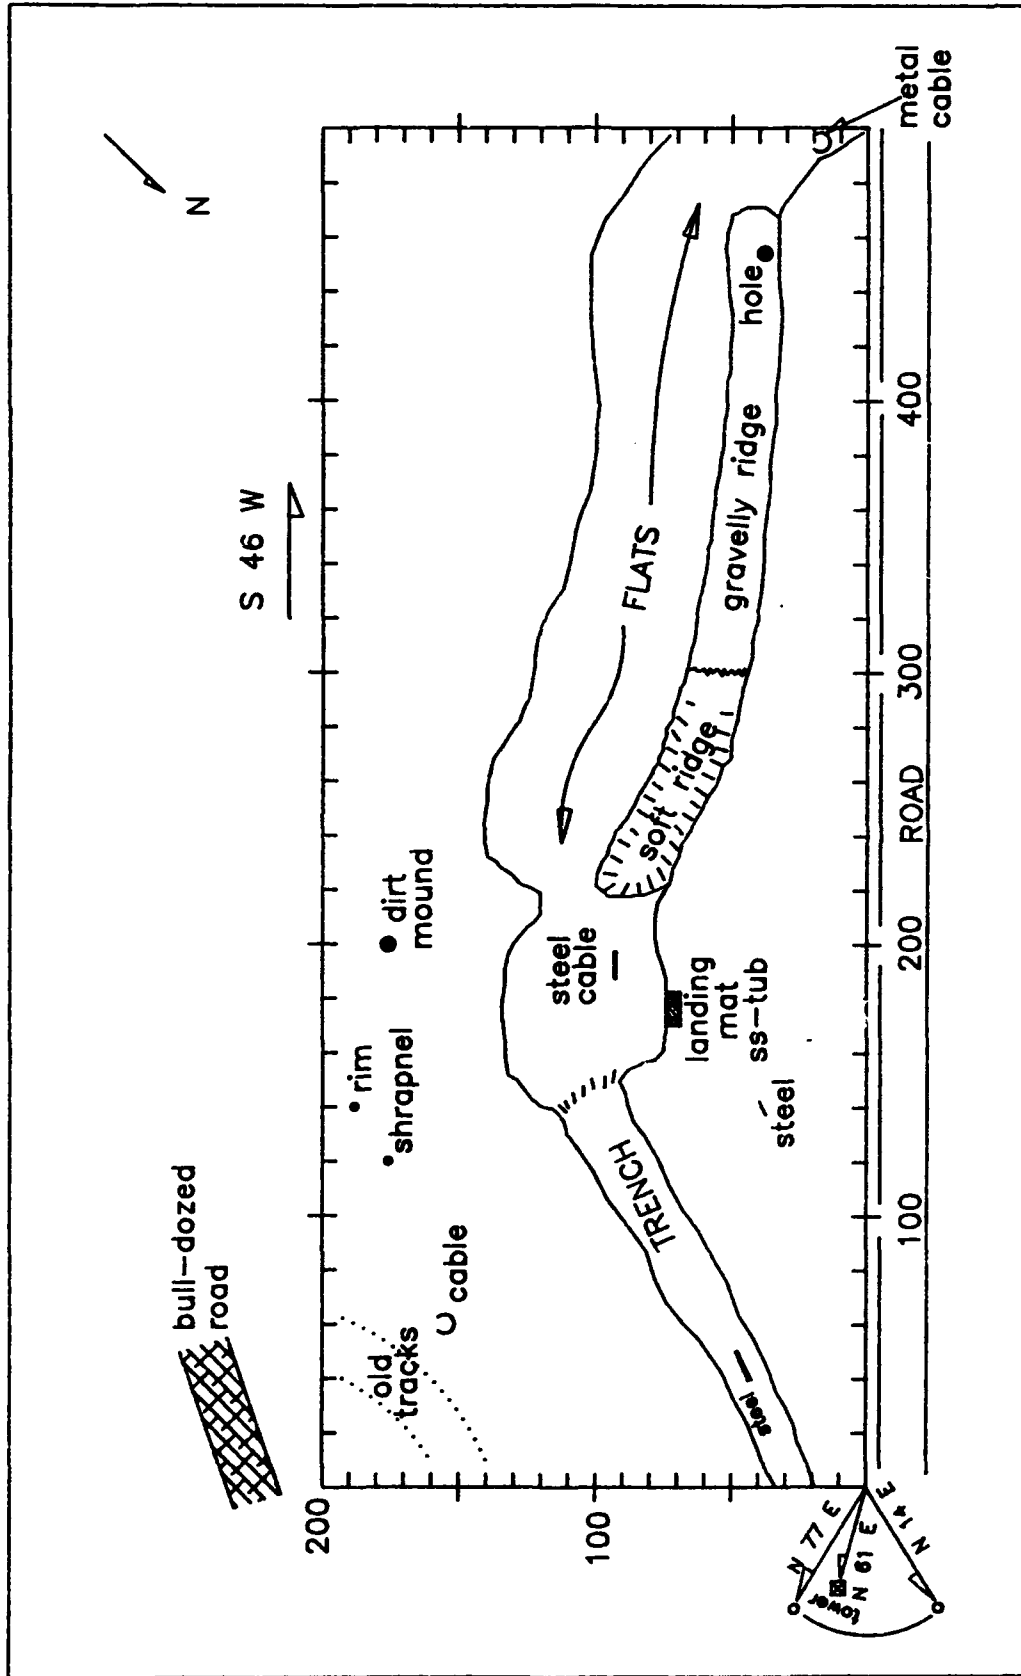 N
S 46 W
metal
cable
bull-dozed
road
rim
shrapnel
dirt
mound
old
tracks
cable
steel
cable
FLATS
gravelly ridge
hole
soft ridge
TRENCH
landing
mat
ss-tub
steel
steel
200
100
100
200
ROAD
300
400
N 77 E
tower
N 61 E
N 14 E